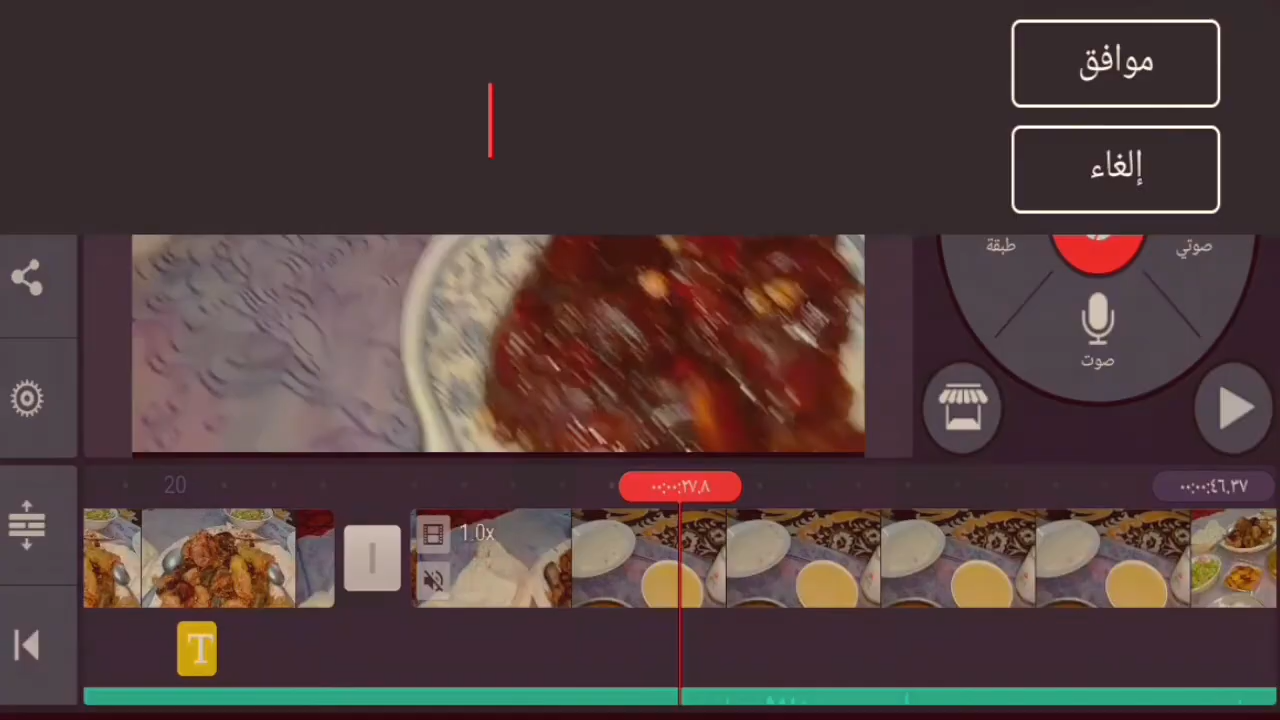 موافق
إلغاء
طبقة
صوتي
صوت
20
٠٠:٠٠:٢٧,٨
٠٠:٠٠:٤٦,٣٧
1.0x
T